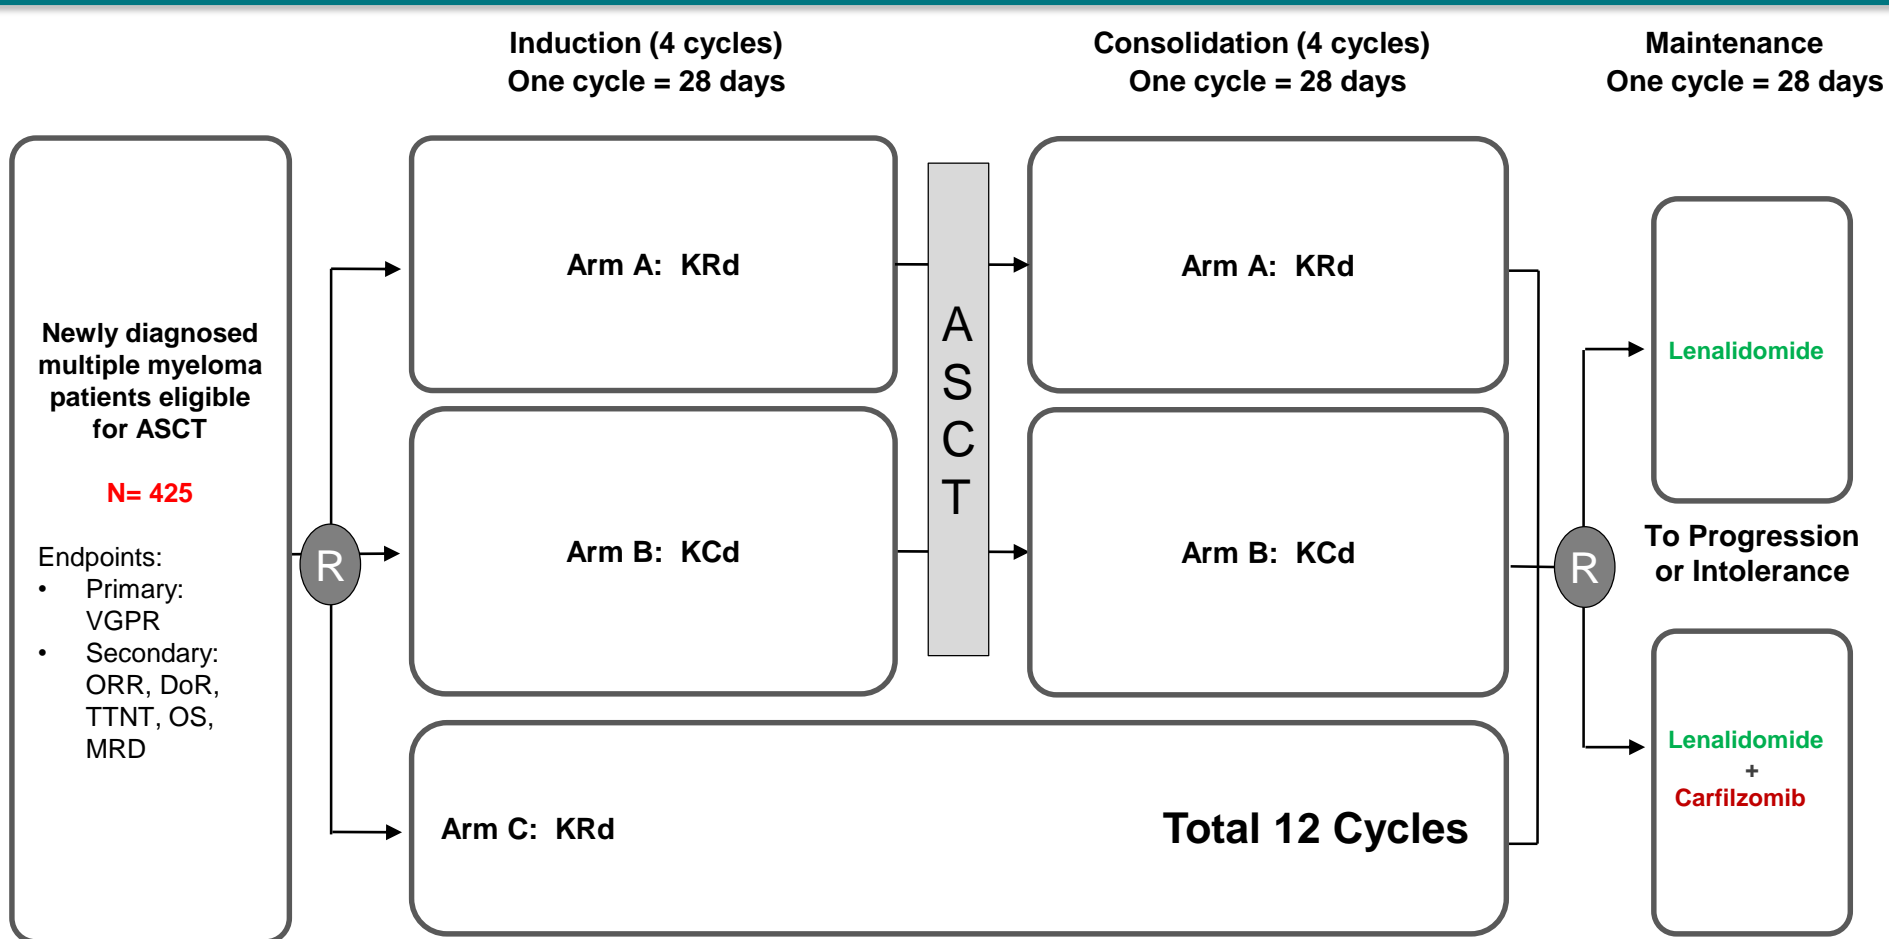 Induction (4 cycles)
One cycle = 28 days
Consolidation (4 cycles)
One cycle = 28 days
Maintenance
One cycle = 28 days
Newly diagnosed
multiple myeloma
patients eligible
for ASCT
N= 425
Endpoints:
• Primary:
VGPR
• Secondary:
ORR, DoR,
TTNT, OS,
MRD
R
Arm A:  KRd
Arm B:  KCd
A
S
C
T
Arm A:  KRd
Arm B:  KCd
Arm C:  KRd
Total 12 Cycles
R
Lenalidomide
To Progression
or Intolerance
Lenalidomide
+
Carfilzomib